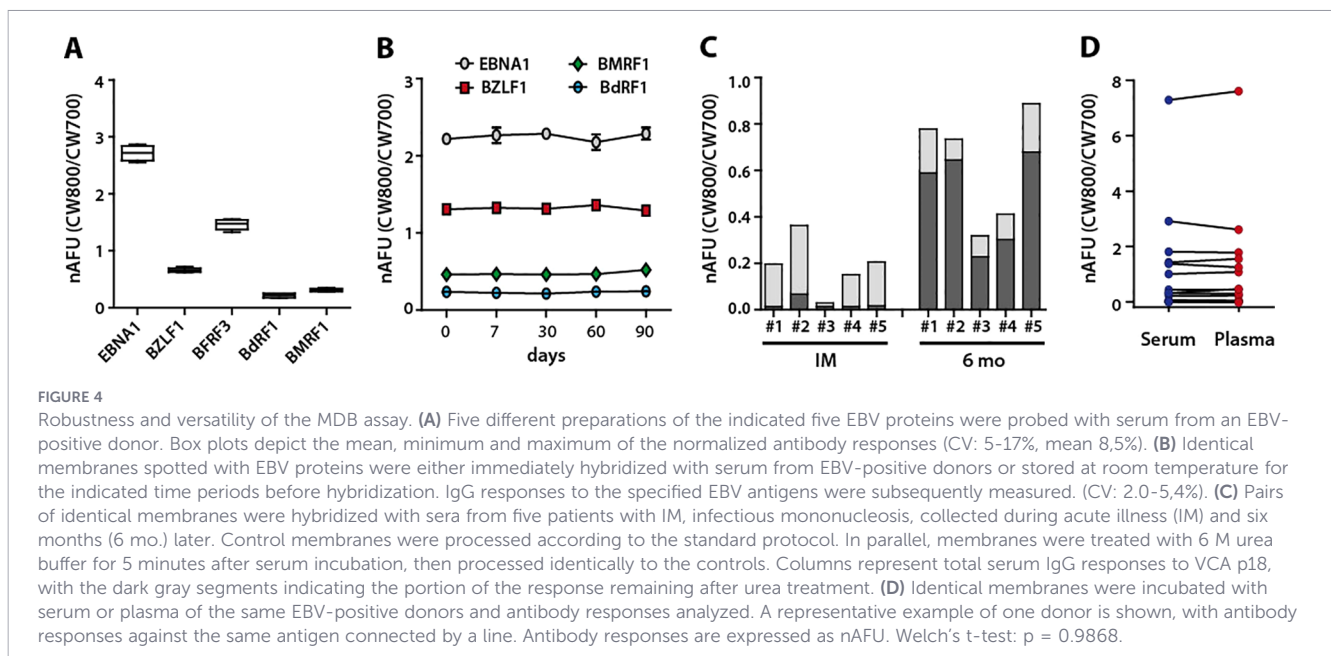 A
nAFU (CW800/CW700)
4
3
2
1
0
EBNA1
BZLF1
BFRF3
BdRF1
BMRF1
B
EBNA1
BMRF1
BZLF1
BdRF1
nAFU (CW800/CW700)
3
2
1
0
0 7 30 60 90
days
C
nAFU (CW800/CW700)
1.0
0.8
0.6
0.4
0.2
0.0
#1 #2 #3 #4 #5 #1 #2 #3 #4 #5
IM 6 mo
D
nAFU (CW800/CW700)
8
6
4
2
0
Serum Plasma
FIGURE 4
Robustness and versatility of the MDB assay. (A) Five different preparations of the indicated five EBV proteins were probed with serum from an EBV-
positive donor. Box plots depict the mean, minimum and maximum of the normalized antibody responses (CV: 5-17%, mean 8,5%). (B) Identical
membranes spotted with EBV proteins were either immediately hybridized with serum from EBV-positive donors or stored at room temperature for
the indicated time periods before hybridization. IgG responses to the specified EBV antigens were subsequently measured. (CV: 2.0-5,4%). (C) Pairs
of identical membranes were hybridized with sera from five patients with IM, infectious mononucleosis, collected during acute illness (IM) and six
months (6 mo.) later. Control membranes were processed according to the standard protocol. In parallel, membranes were treated with 6 M urea
buffer for 5 minutes after serum incubation, then processed identically to the controls. Columns represent total serum IgG responses to VCA p18,
with the dark gray segments indicating the portion of the response remaining after urea treatment. (D) Identical membranes were incubated with
serum or plasma of the same EBV-positive donors and antibody responses analyzed. A representative example of one donor is shown, with antibody
responses against the same antigen connected by a line. Antibody responses are expressed as nAFU. Welch's t-test: p = 0.9868.